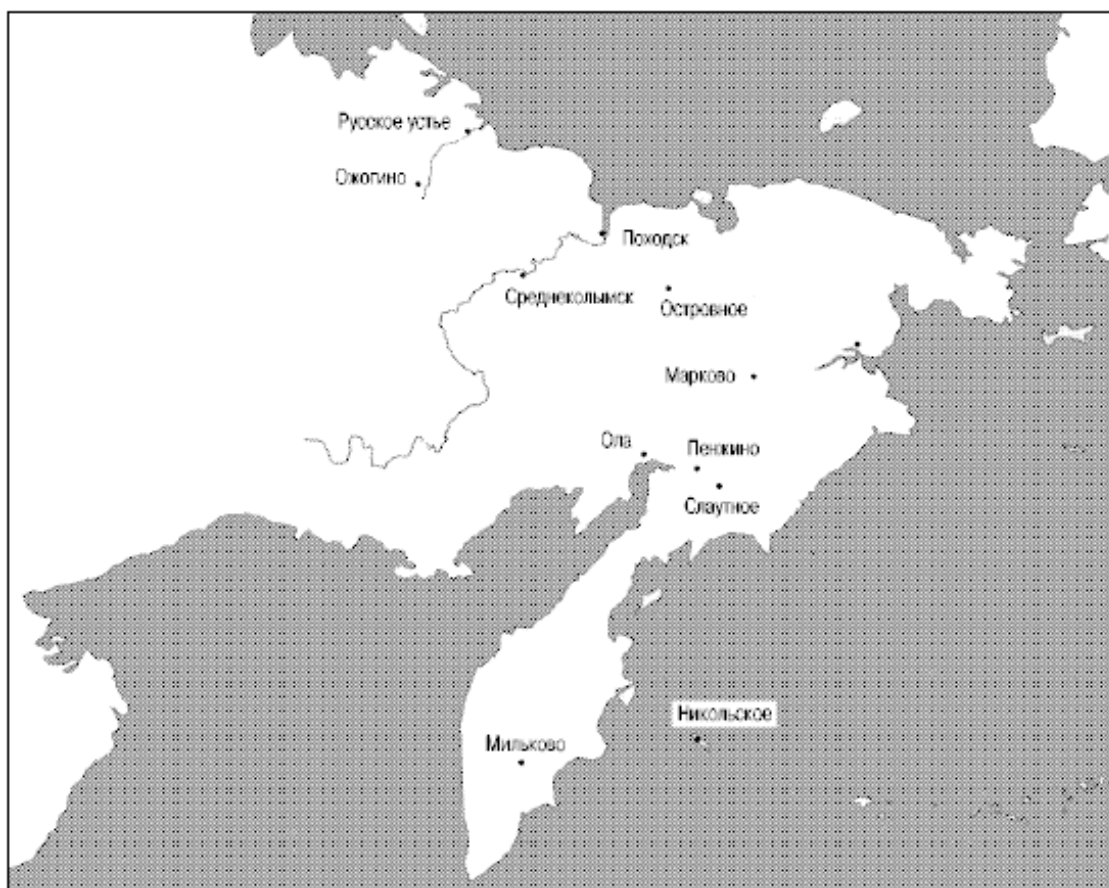 Русское устье
Ожогино
Походск
Среднеколымск
Островное
Марково
Ола
Пенжино
Слаутное
Никольское
Мильково